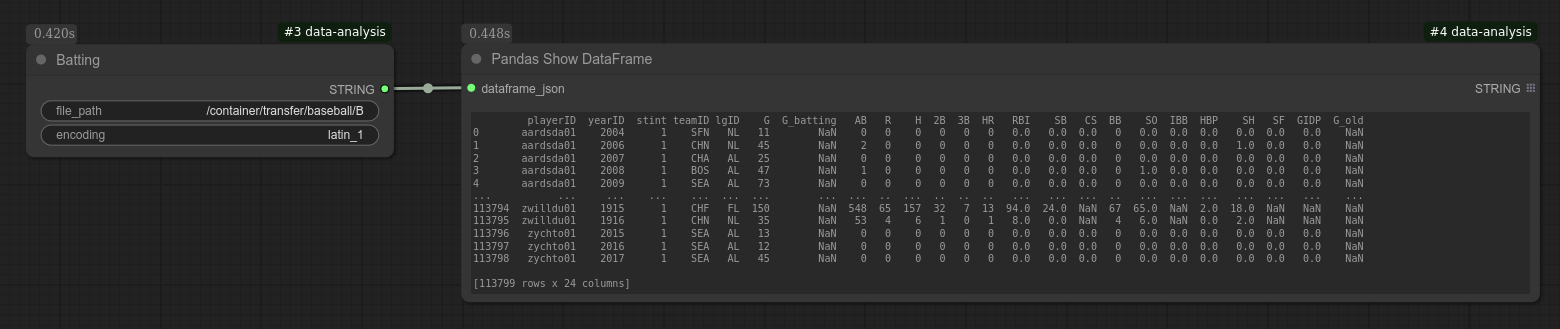 0.420s
#3 data-analysis
Batting
STRING
file_path /container/transfer/baseball/B
encoding latin_1
0.448s
#4 data-analysis
Pandas Show DataFrame
dataframe_json
STRING
playerID yearID stint teamID lgID G G_batting AB R H 2B 3B HR RBI SB CS BB SO IBB HBP SH SF GIDP G_old
0 aardsda01 2004 1 SFN NL 11 NaN 0 0 0 0 0 0 0.0 0.0 0.0 0 0.0 0.0 0.0 0.0 0.0 0.0 NaN
1 aardsda01 2006 1 CHN NL 45 NaN 2 0 0 0 0 0 0.0 0.0 0.0 0 0.0 0.0 0.0 1.0 0.0 0.0 NaN
2 aardsda01 2007 1 CHA AL 25 NaN 0 0 0 0 0 0 0.0 0.0 0.0 0 0.0 0.0 0.0 0.0 0.0 0.0 NaN
3 aardsda01 2008 1 BOS AL 47 NaN 1 0 0 0 0 0 0.0 0.0 0.0 0 1.0 0.0 0.0 0.0 0.0 0.0 NaN
4 aardsda01 2009 1 SEA AL 73 NaN 0 0 0 0 0 0 0.0 0.0 0.0 0 0.0 0.0 0.0 0.0 0.0 0.0 NaN
... ... ... ... ... ... ... ... ... .. ... .. .. .. ... ... ... .. ... ... ... ... ... ... ...
113794 zwilldu01 1915 1 CHF FL 150 NaN 548 65 157 32 7 13 94.0 24.0 NaN 67 65.0 NaN 2.0 18.0 NaN NaN NaN
113795 zwilldu01 1916 1 CHN NL 35 NaN 53 4 6 1 0 1 8.0 0.0 NaN 4 6.0 NaN 0.0 2.0 NaN NaN NaN
113796 zychto01 2015 1 SEA AL 13 NaN 0 0 0 0 0 0 0.0 0.0 0.0 0 0.0 0.0 0.0 0.0 0.0 0.0 NaN
113797 zychto01 2016 1 SEA AL 12 NaN 0 0 0 0 0 0 0.0 0.0 0.0 0 0.0 0.0 0.0 0.0 0.0 0.0 NaN
113798 zychto01 2017 1 SEA AL 45 NaN 0 0 0 0 0 0 0.0 0.0 0.0 0 0.0 0.0 0.0 0.0 0.0 0.0 NaN
[113799 rows x 24 columns]